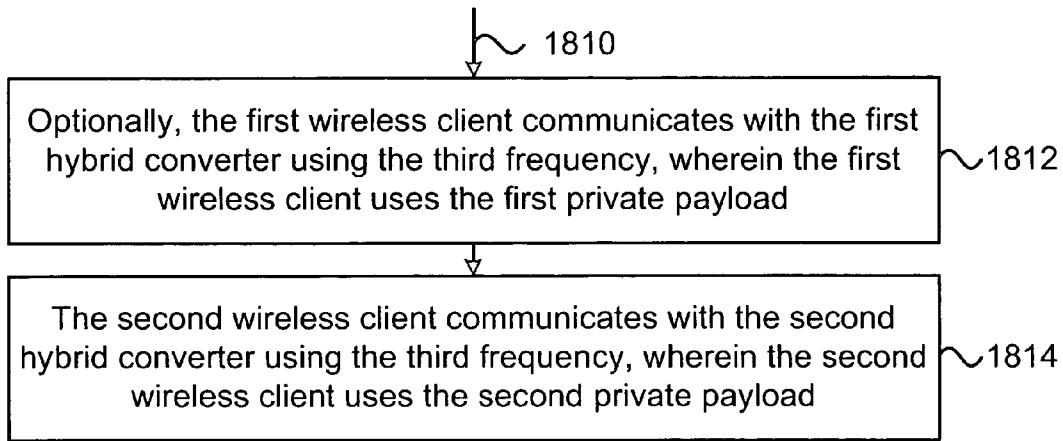 1810
Optionally, the first wireless client communicates with the first
hybrid converter using the third frequency, wherein the first
wireless client uses the first private payload
1812
The second wireless client communicates with the second
hybrid converter using the third frequency, wherein the second
wireless client uses the second private payload
1814